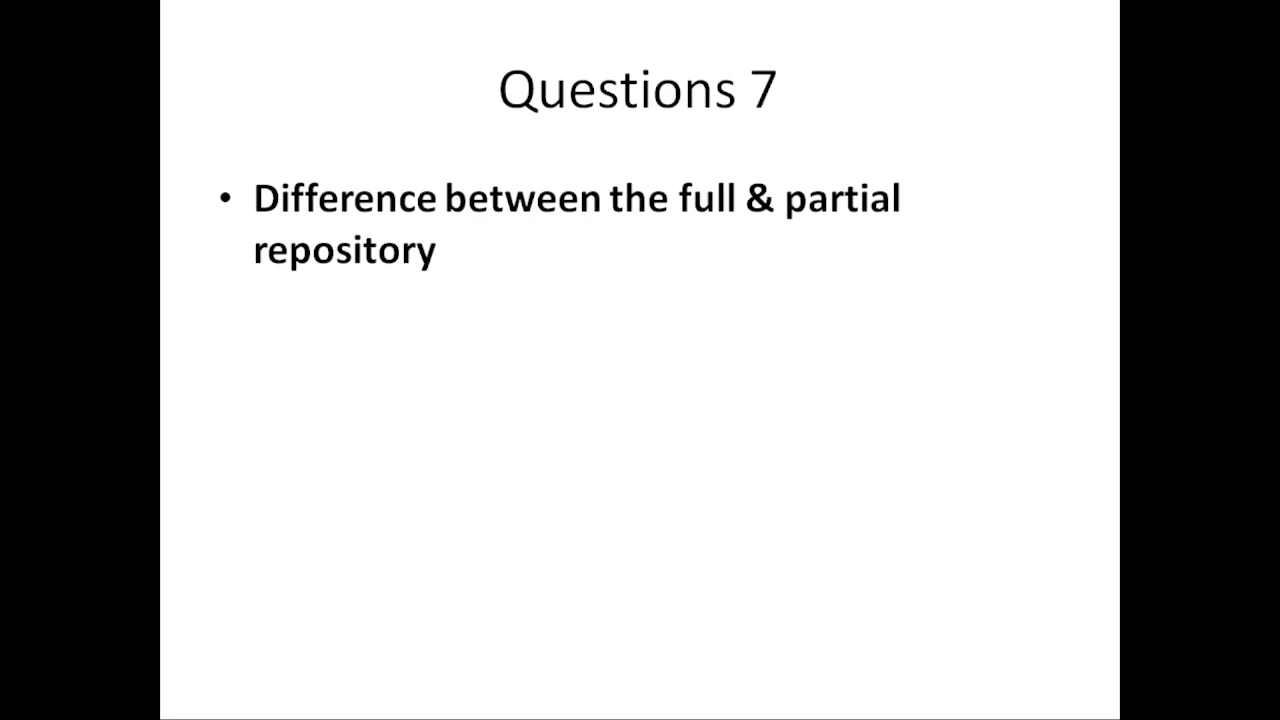 Questions 7
• Difference between the full & partial
repository